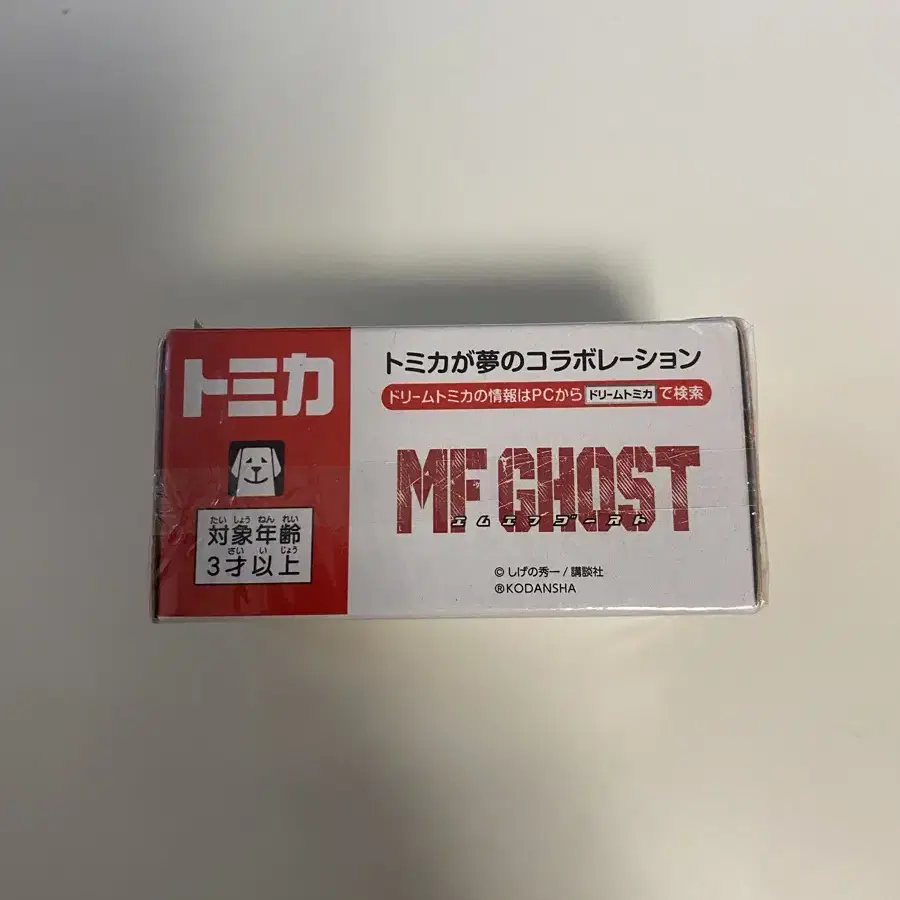 トミカ
たいしょうねんれい
対象年齢
さいいじょう
3才以上
トミカが夢のコラボレーション
ドリームトミカの情報はPCから ドリームトミカ で検索
MF GHOST
エムエフゴースト
© しげの秀一/講談社
®KODANSHA